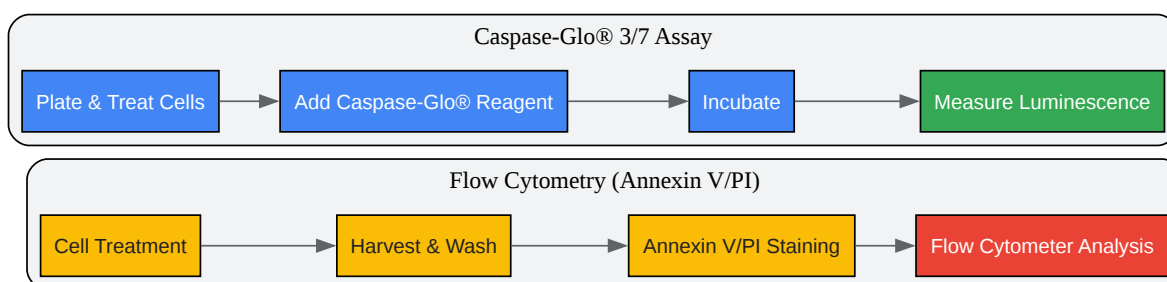 Caspase-Glo® 3/7 Assay
Plate & Treat Cells
Add Caspase-Glo® Reagent
Incubate
Measure Luminescence
Flow Cytometry (Annexin V/PI)
Cell Treatment
Harvest & Wash
Annexin V/PI Staining
Flow Cytometer Analysis